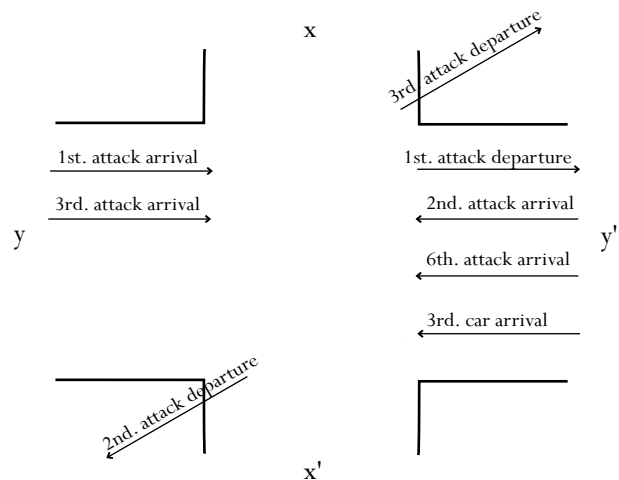 x
3rd. attack departure
1st. attack arrival
1st. attack departure
3rd. attack arrival
2nd. attack arrival
y
y'
6th. attack arrival
3rd. car arrival
2nd. attack departure
x'